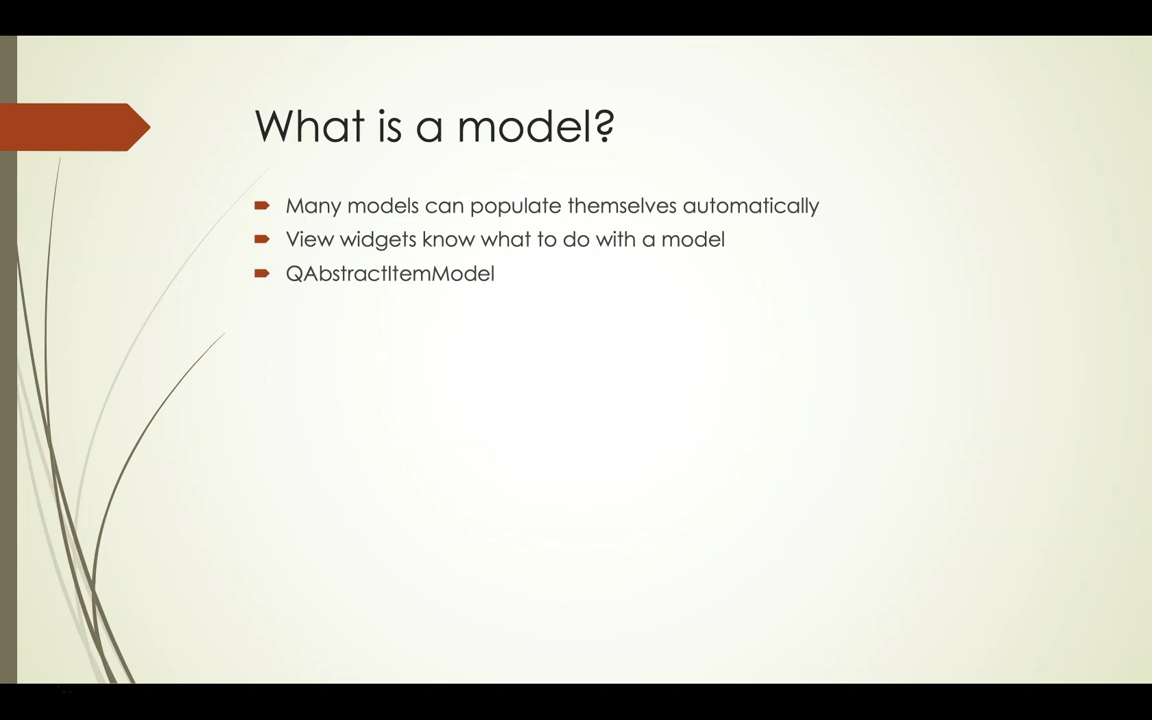 What is a model?
Many models can populate themselves automatically
View widgets know what to do with a model
QAbstractItemModel